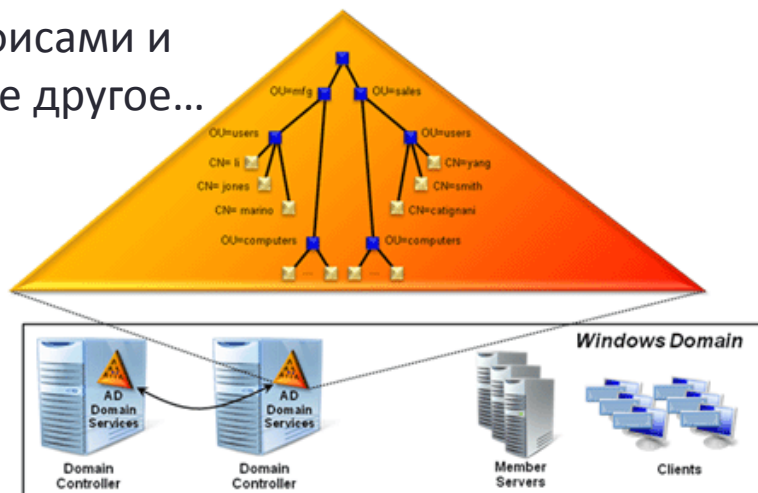 рисами и
е другое...
OU=mfg
OU=sales
OU=users
OU=users
CN= li
CN=yang
CN= jones
CN=smith
CN= marino
CN=catignani
OU=computers
OU=computers
... ...
Windows Domain
AD
Domain
Services
AD
Domain
Services
Domain
Controller
Domain
Controller
Member
Servers
Clients